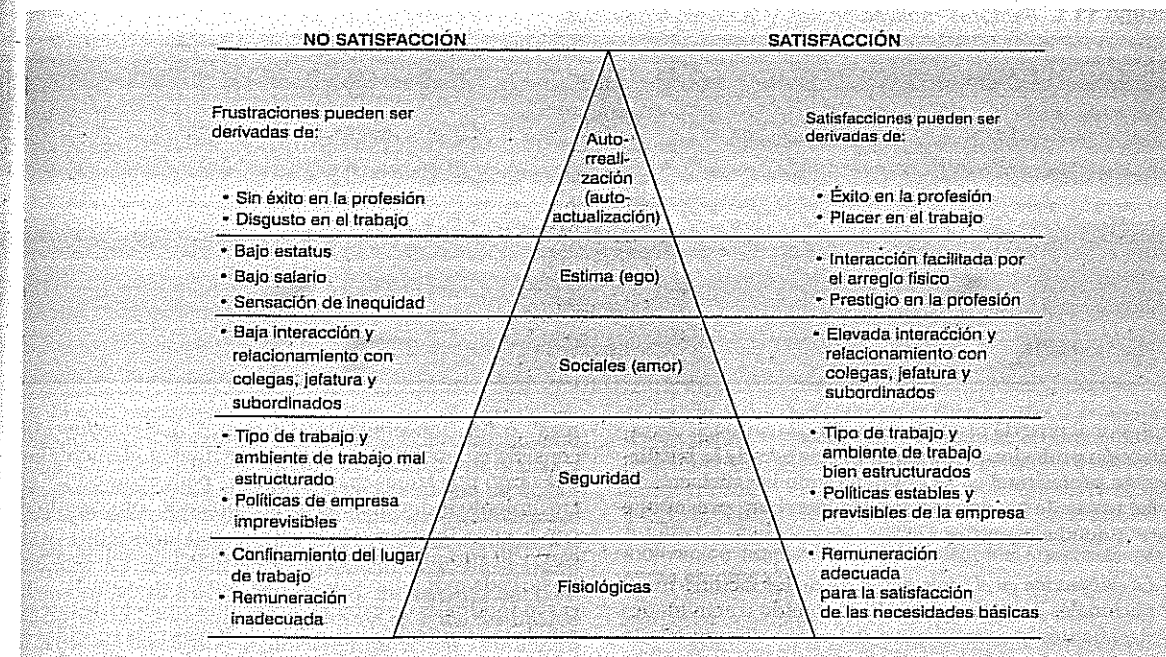 NO SATISFACCIÓN
SATISFACCIÓN
Frustraciones pueden ser
derivadas de:
• Sin éxito en la profesión
• Disgusto en el trabajo
Auto-
rreali-
zación
(auto-
actualización)
Satisfacciones pueden ser
derivadas de:
• Éxito en la profesión
• Placer en el trabajo
• Bajo estatus
• Bajo salario
• Sensación de inequidad
Estima (ego)
• Interacción facilitada por
el arreglo físico
• Prestigio en la profesión
• Baja interacción y
relacionamiento con
colegas, jefatura y
subordinados
Sociales (amor)
• Elevada interacción y
relacionamiento con
colegas, jefatura y
subordinados
• Tipo de trabajo y
ambiente de trabajo mal
estructurado
• Políticas de empresa
imprevisibles
Seguridad
• Tipo de trabajo y
ambiente de trabajo
bien estructurados
• Políticas estables y
previsibles de la empresa
• Confinamiento del lugar
de trabajo
• Remuneración
inadecuada
Fisiológicas
• Remuneración
adecuada
para la satisfacción
de las necesidades básicas